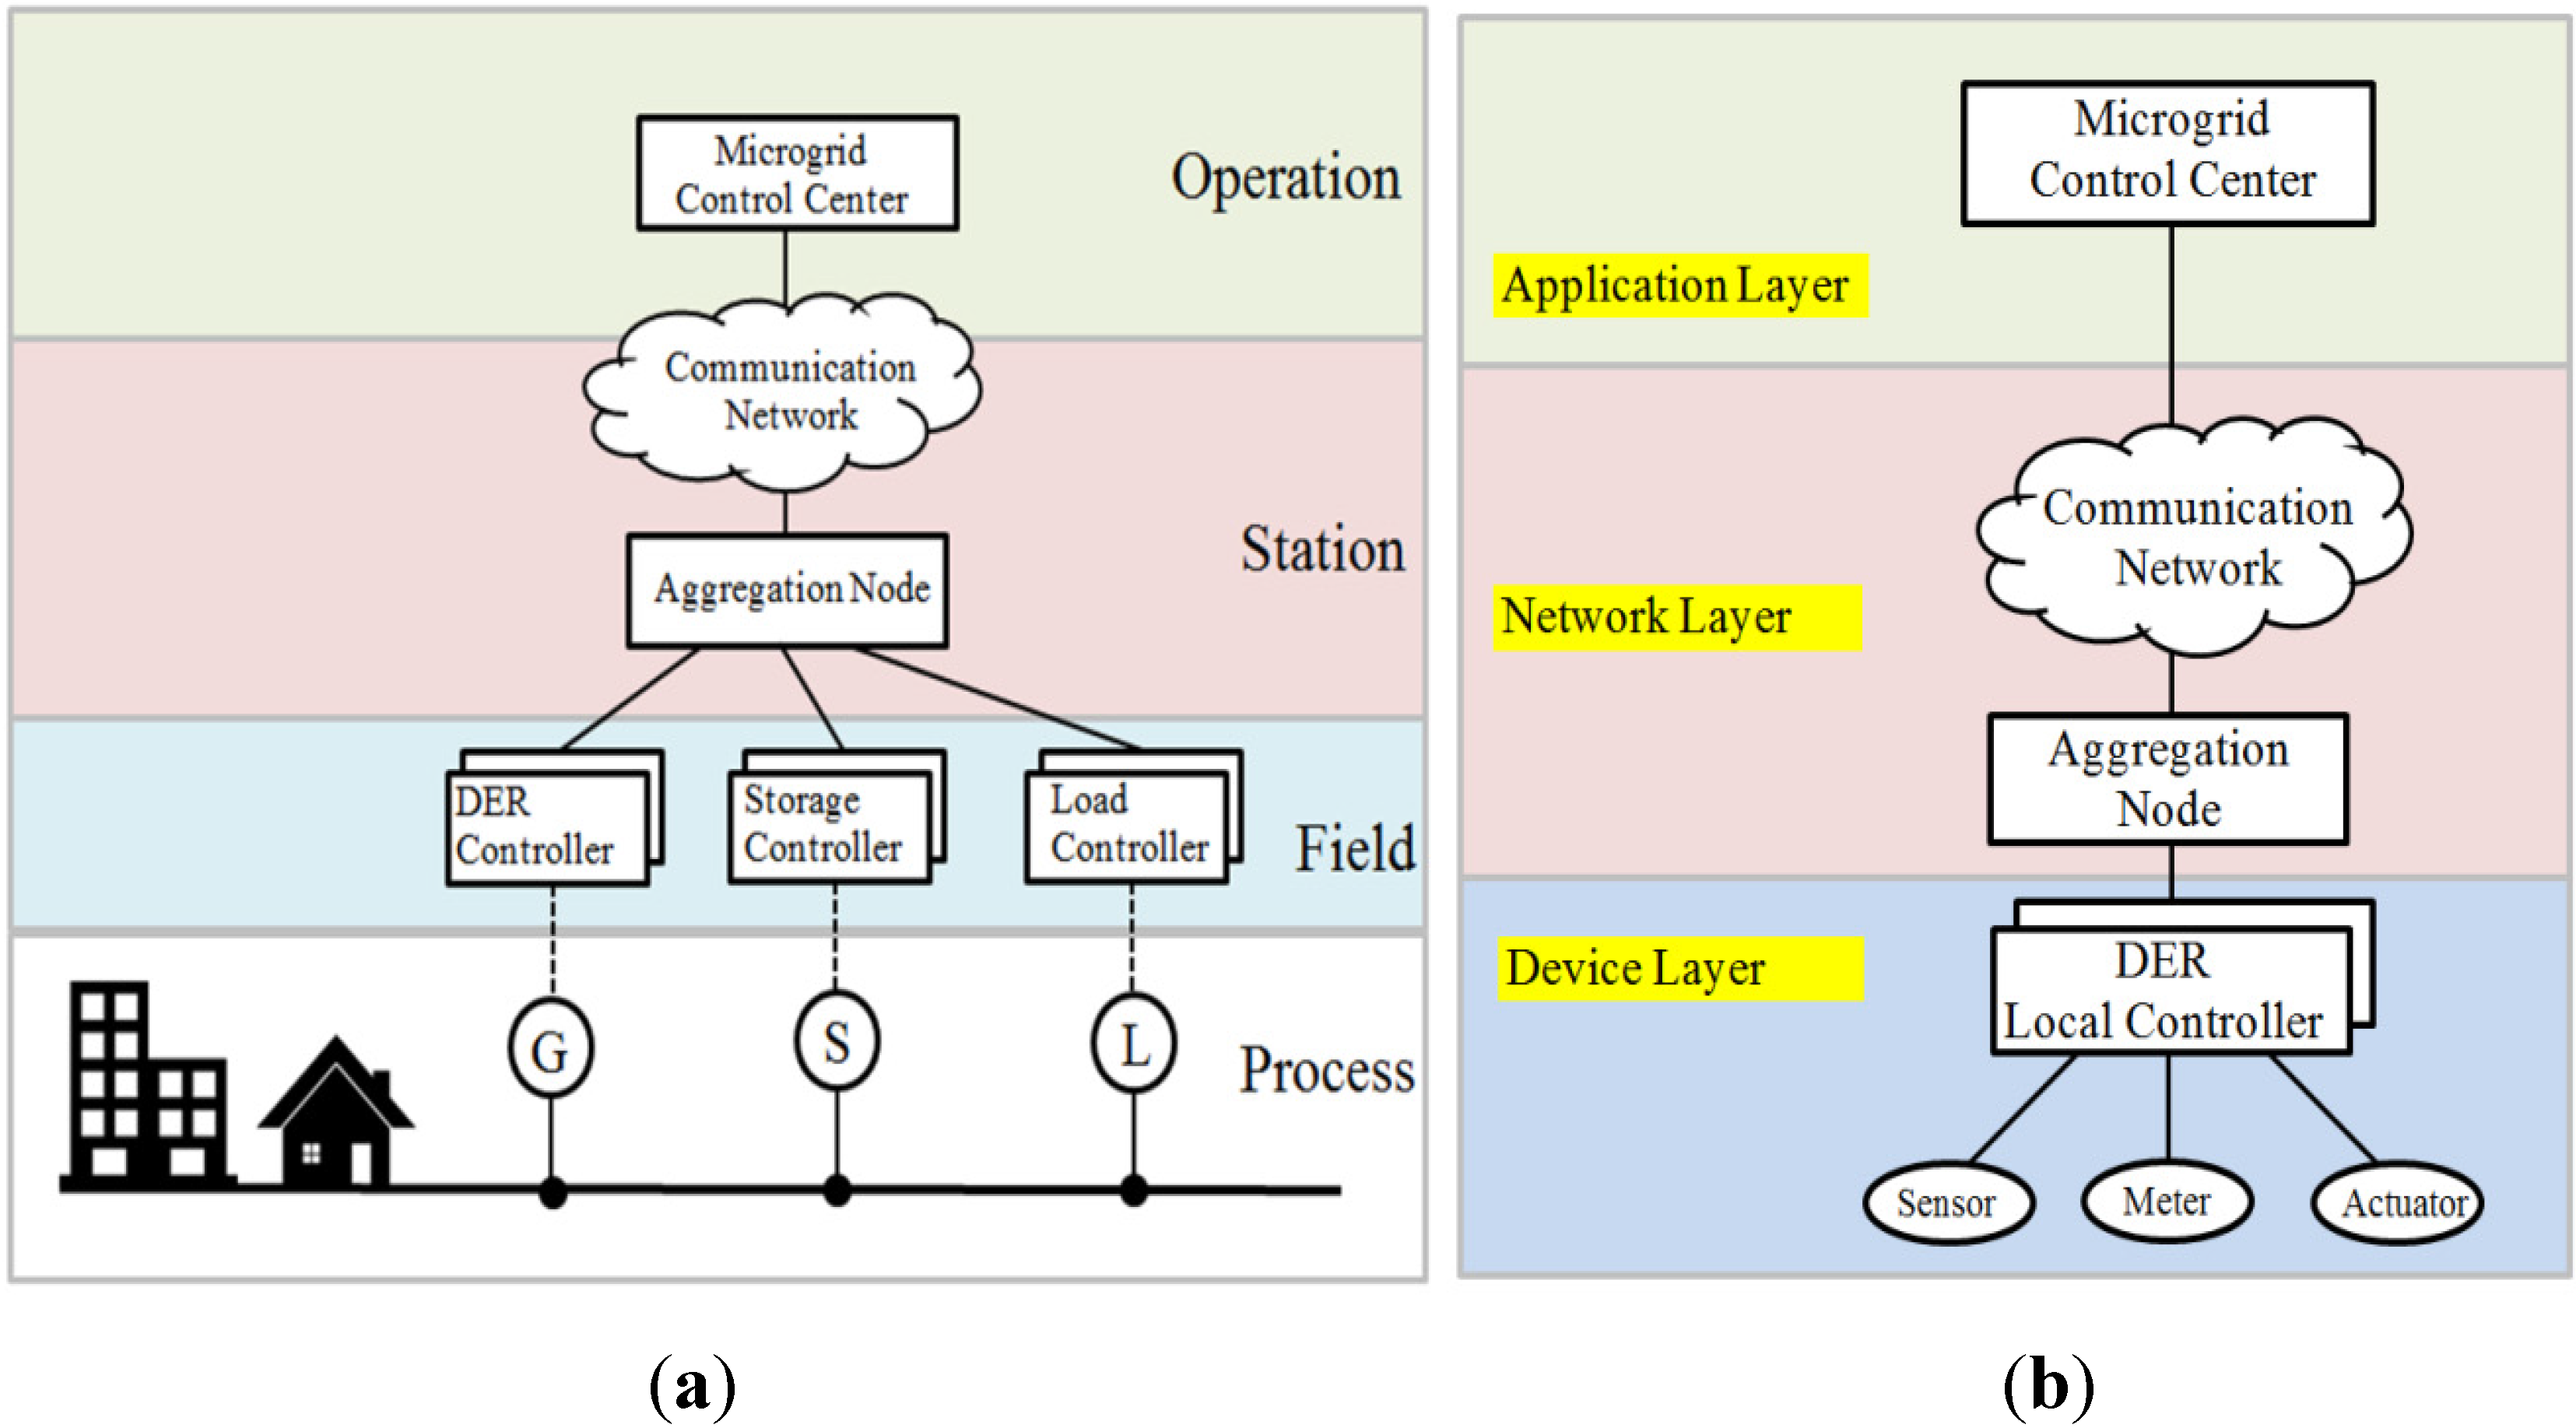 Microgrid
Control Center
Operation
Communication
Network
Station
Aggregation Node
DER
Controller
Storage
Controller
Load
Controller
Field
G
S
L
Process
(a)
Microgrid
Control Center
Application Layer
Communication
Network
Network Layer
Aggregation
Node
Device Layer
DER
Local Controller
Sensor
Meter
Actuator
(b)